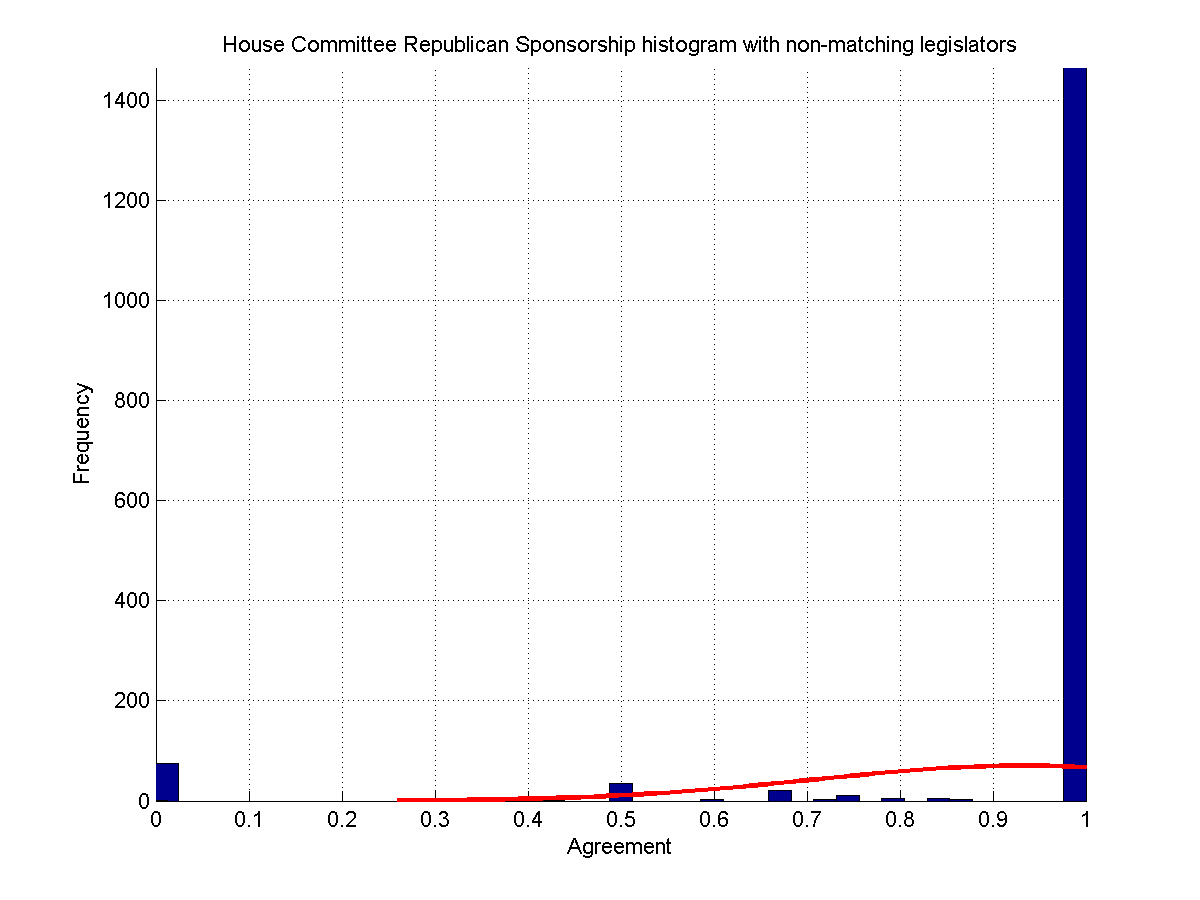 House Committee Republican Sponsorship histogram with non-matching legislators
1400
1200
1000
800
600
400
200
0
Frequency
0 0.1 0.2 0.3 0.4 0.5 0.6 0.7 0.8 0.9 1
Agreement